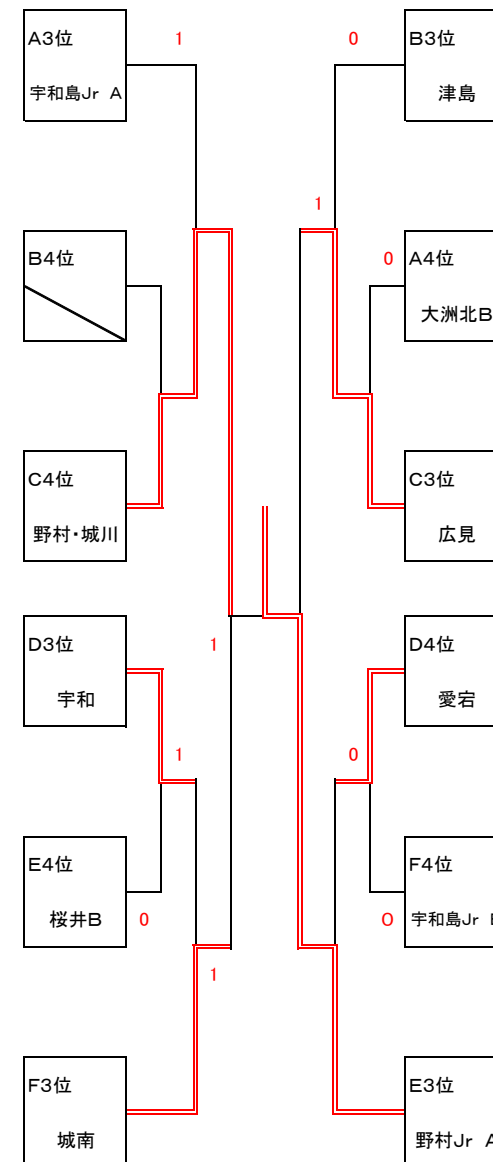 A3位
宇和島Jr A
1
0
B3位
津島
1
B4位
0
A4位
大洲北B
C4位
野村・城川
C3位
広見
D3位
宇和
1
D4位
愛宕
1
0
E4位
桜井B
0
F4位
0
宇和島Jr
1
F3位
城南
E3位
野村Jr A